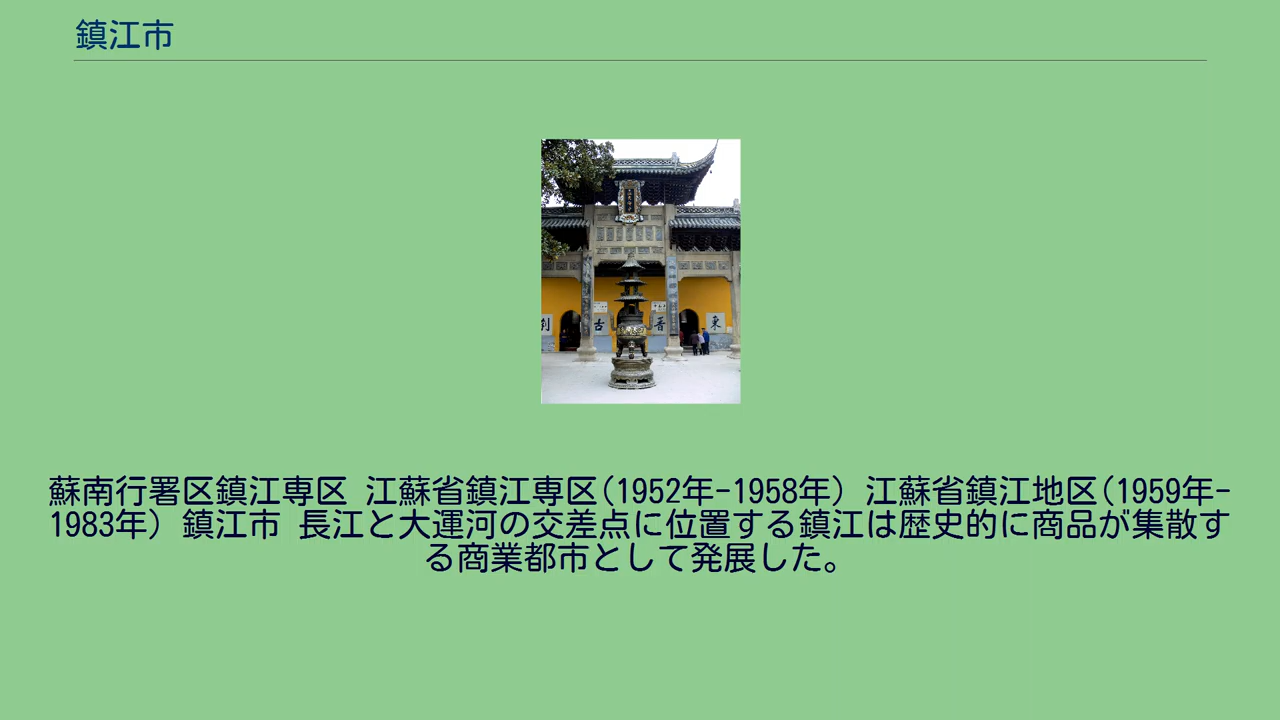 鎮江市
到 古 晋 東
蘇南行署区鎮江専区 江蘇省鎮江専区(1952年-1958年) 江蘇省鎮江地区(1959年-
1983年) 鎮江市 長江と大運河の交差点に位置する鎮江は歴史的に商品が集散す
る商業都市として発展した。